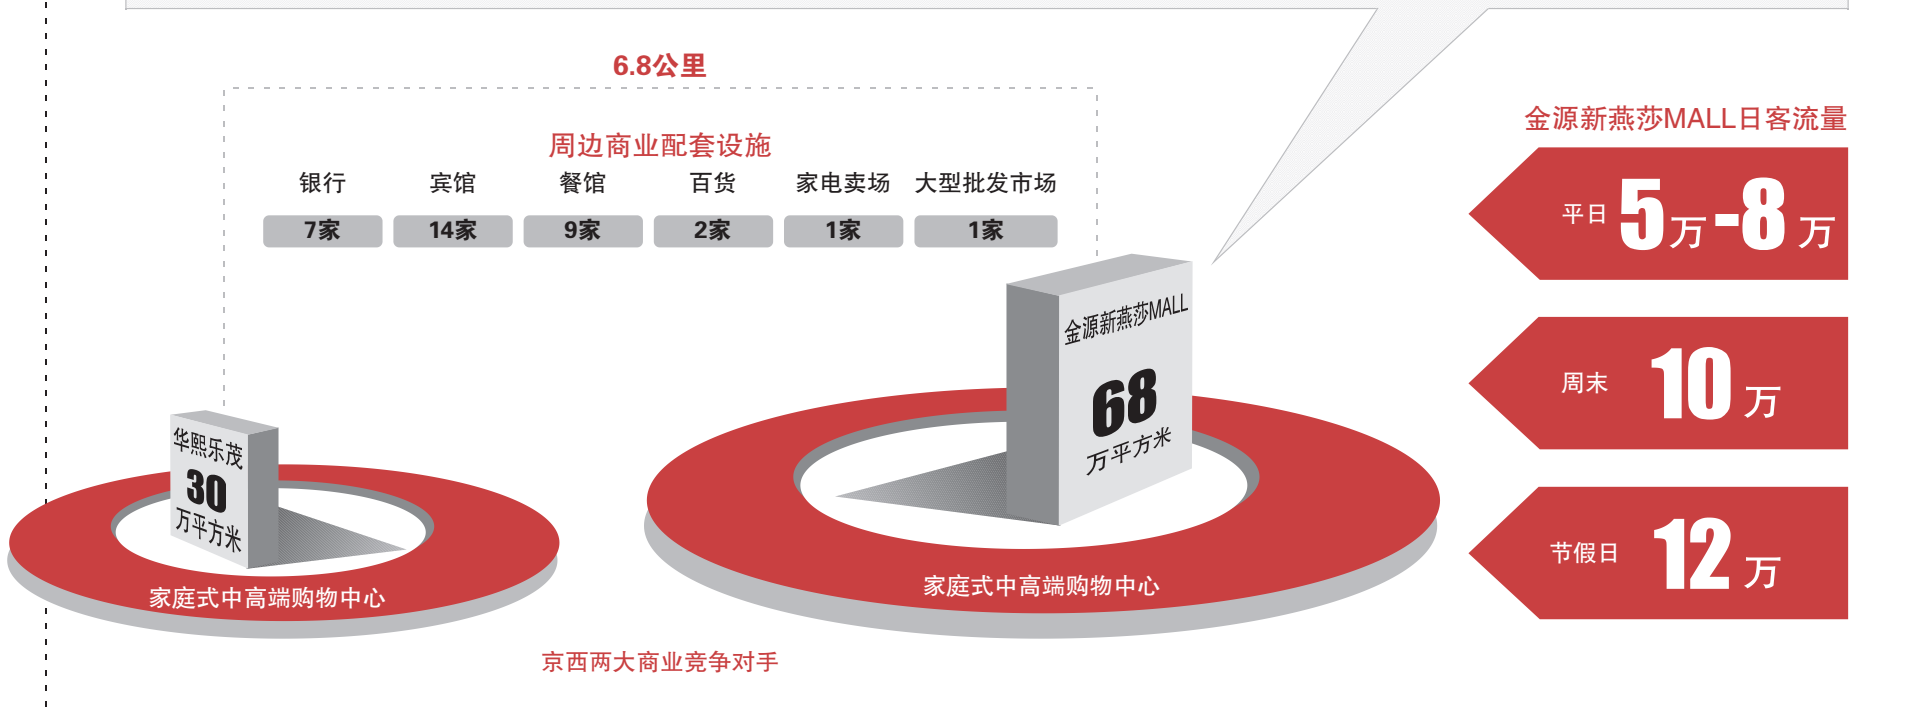 6.8公里
周边商业配套设施
银行 宾馆 餐馆 百货 家电卖场 大型批发市场
7家 14家 9家 2家 1家 1家
华熙乐茂
30
万平方米
家庭式中高端购物中心
金源新燕莎MALL
68
万平方米
家庭式中高端购物中心
京西两大商业竞争对手
金源新燕莎MALL日客流量
平日 5万-8万
周末 10万
节假日 12万